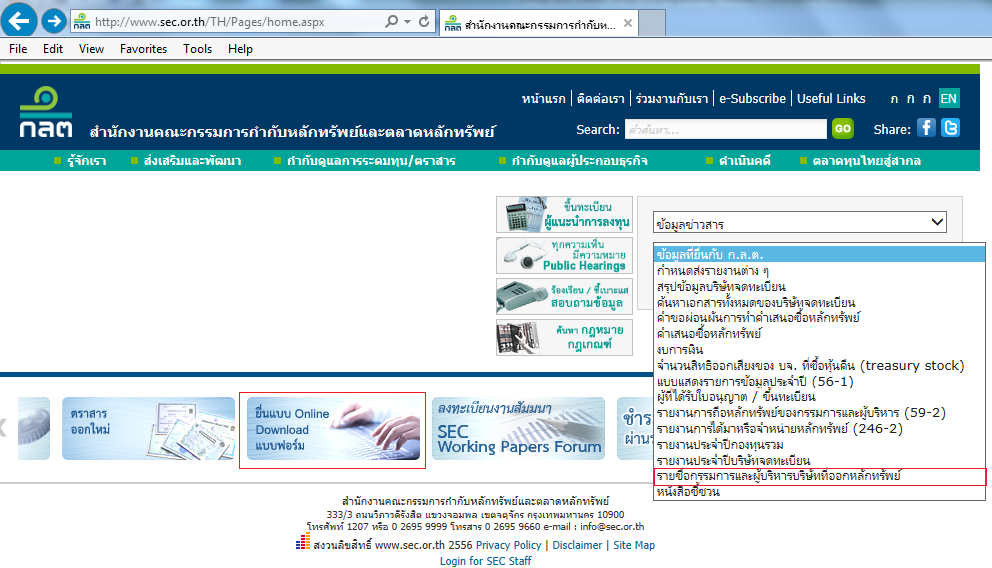 http://www.sec.or.th/TH/Pages/home.aspx
สำนักงานคณะกรรมการกำกับห...
File Edit View Favorites Tools Help
หน้าแรก | ติดต่อเรา | ร่วมงานกับเรา | e-Subscribe | Useful Links ก ก ก EN
กลต สำนักงานคณะกรรมการกำกับหลักทรัพย์และตลาดหลักทรัพย์
Search: คำค้นหา... GO Share:
รู้จักเรา ส่งเสริมและพัฒนา กำกับดูแลการระดมทุน/ตราสาร กำกับดูแลผู้ประกอบธุรกิจ ดำเนินคดี ตลาดทุนไทยสู่สากล
ขึ้นทะเบียน
ผู้แนะนำการลงทุน
ทุกความเห็น
มีความหมาย
Public Hearings
ร้องเรียน / ชี้เบาะแส
สอบถามข้อมูล
ค้นหา กฎหมาย
กฎเกณฑ์
ข้อมูลข่าวสาร
ข้อมูลที่ยื่นกับ ก.ล.ต.
กำหนดส่งรายงานต่าง ๆ
สรุปข้อมูลบริษัทจดทะเบียน
ค้นหาเอกสารทั้งหมดของบริษัทจดทะเบียน
คำขอผ่อนผันการทำคำเสนอซื้อหลักทรัพย์
คำเสนอซื้อหลักทรัพย์
งบการเงิน
จำนวนสิทธิออกเสียงของ บจ. ที่ซื้อหุ้นคืน (treasury stock)
แบบแสดงรายการข้อมูลประจำปี (56-1)
ผู้ที่ได้รับใบอนุญาต / ขึ้นทะเบียน
รายงานการถือหลักทรัพย์ของกรรมการและผู้บริหาร (59-2)
รายงานการได้มาหรือจำหน่ายหลักทรัพย์ (246-2)
รายงานประจำปีกองทุนรวม
รายงานประจำปีบริษัทจดทะเบียน
รายชื่อกรรมการและผู้บริหารบริษัทที่ออกหลักทรัพย์
หนังสือชี้ชวน
ตราสาร
ออกใหม่
ยื่นแบบ Online
Download
แบบฟอร์ม
ลงทะเบียนงานสัมมนา
SEC
Working Papers Forum
ชำร
ผ่าน
สำนักงานคณะกรรมการกำกับหลักทรัพย์และตลาดหลักทรัพย์
333/3 ถนนวิภาวดีรังสิต แขวงจอมพล เขตจตุจักร กรุงเทพมหานคร 10900
โทรศัพท์ 1207 หรือ 0 2695 9999 โทรสาร 0 2695 9660 e-mail : info@sec.or.th
สงวนลิขสิทธิ์ www.sec.or.th 2556 Privacy Policy | Disclaimer | Site Map
Login for SEC Staff